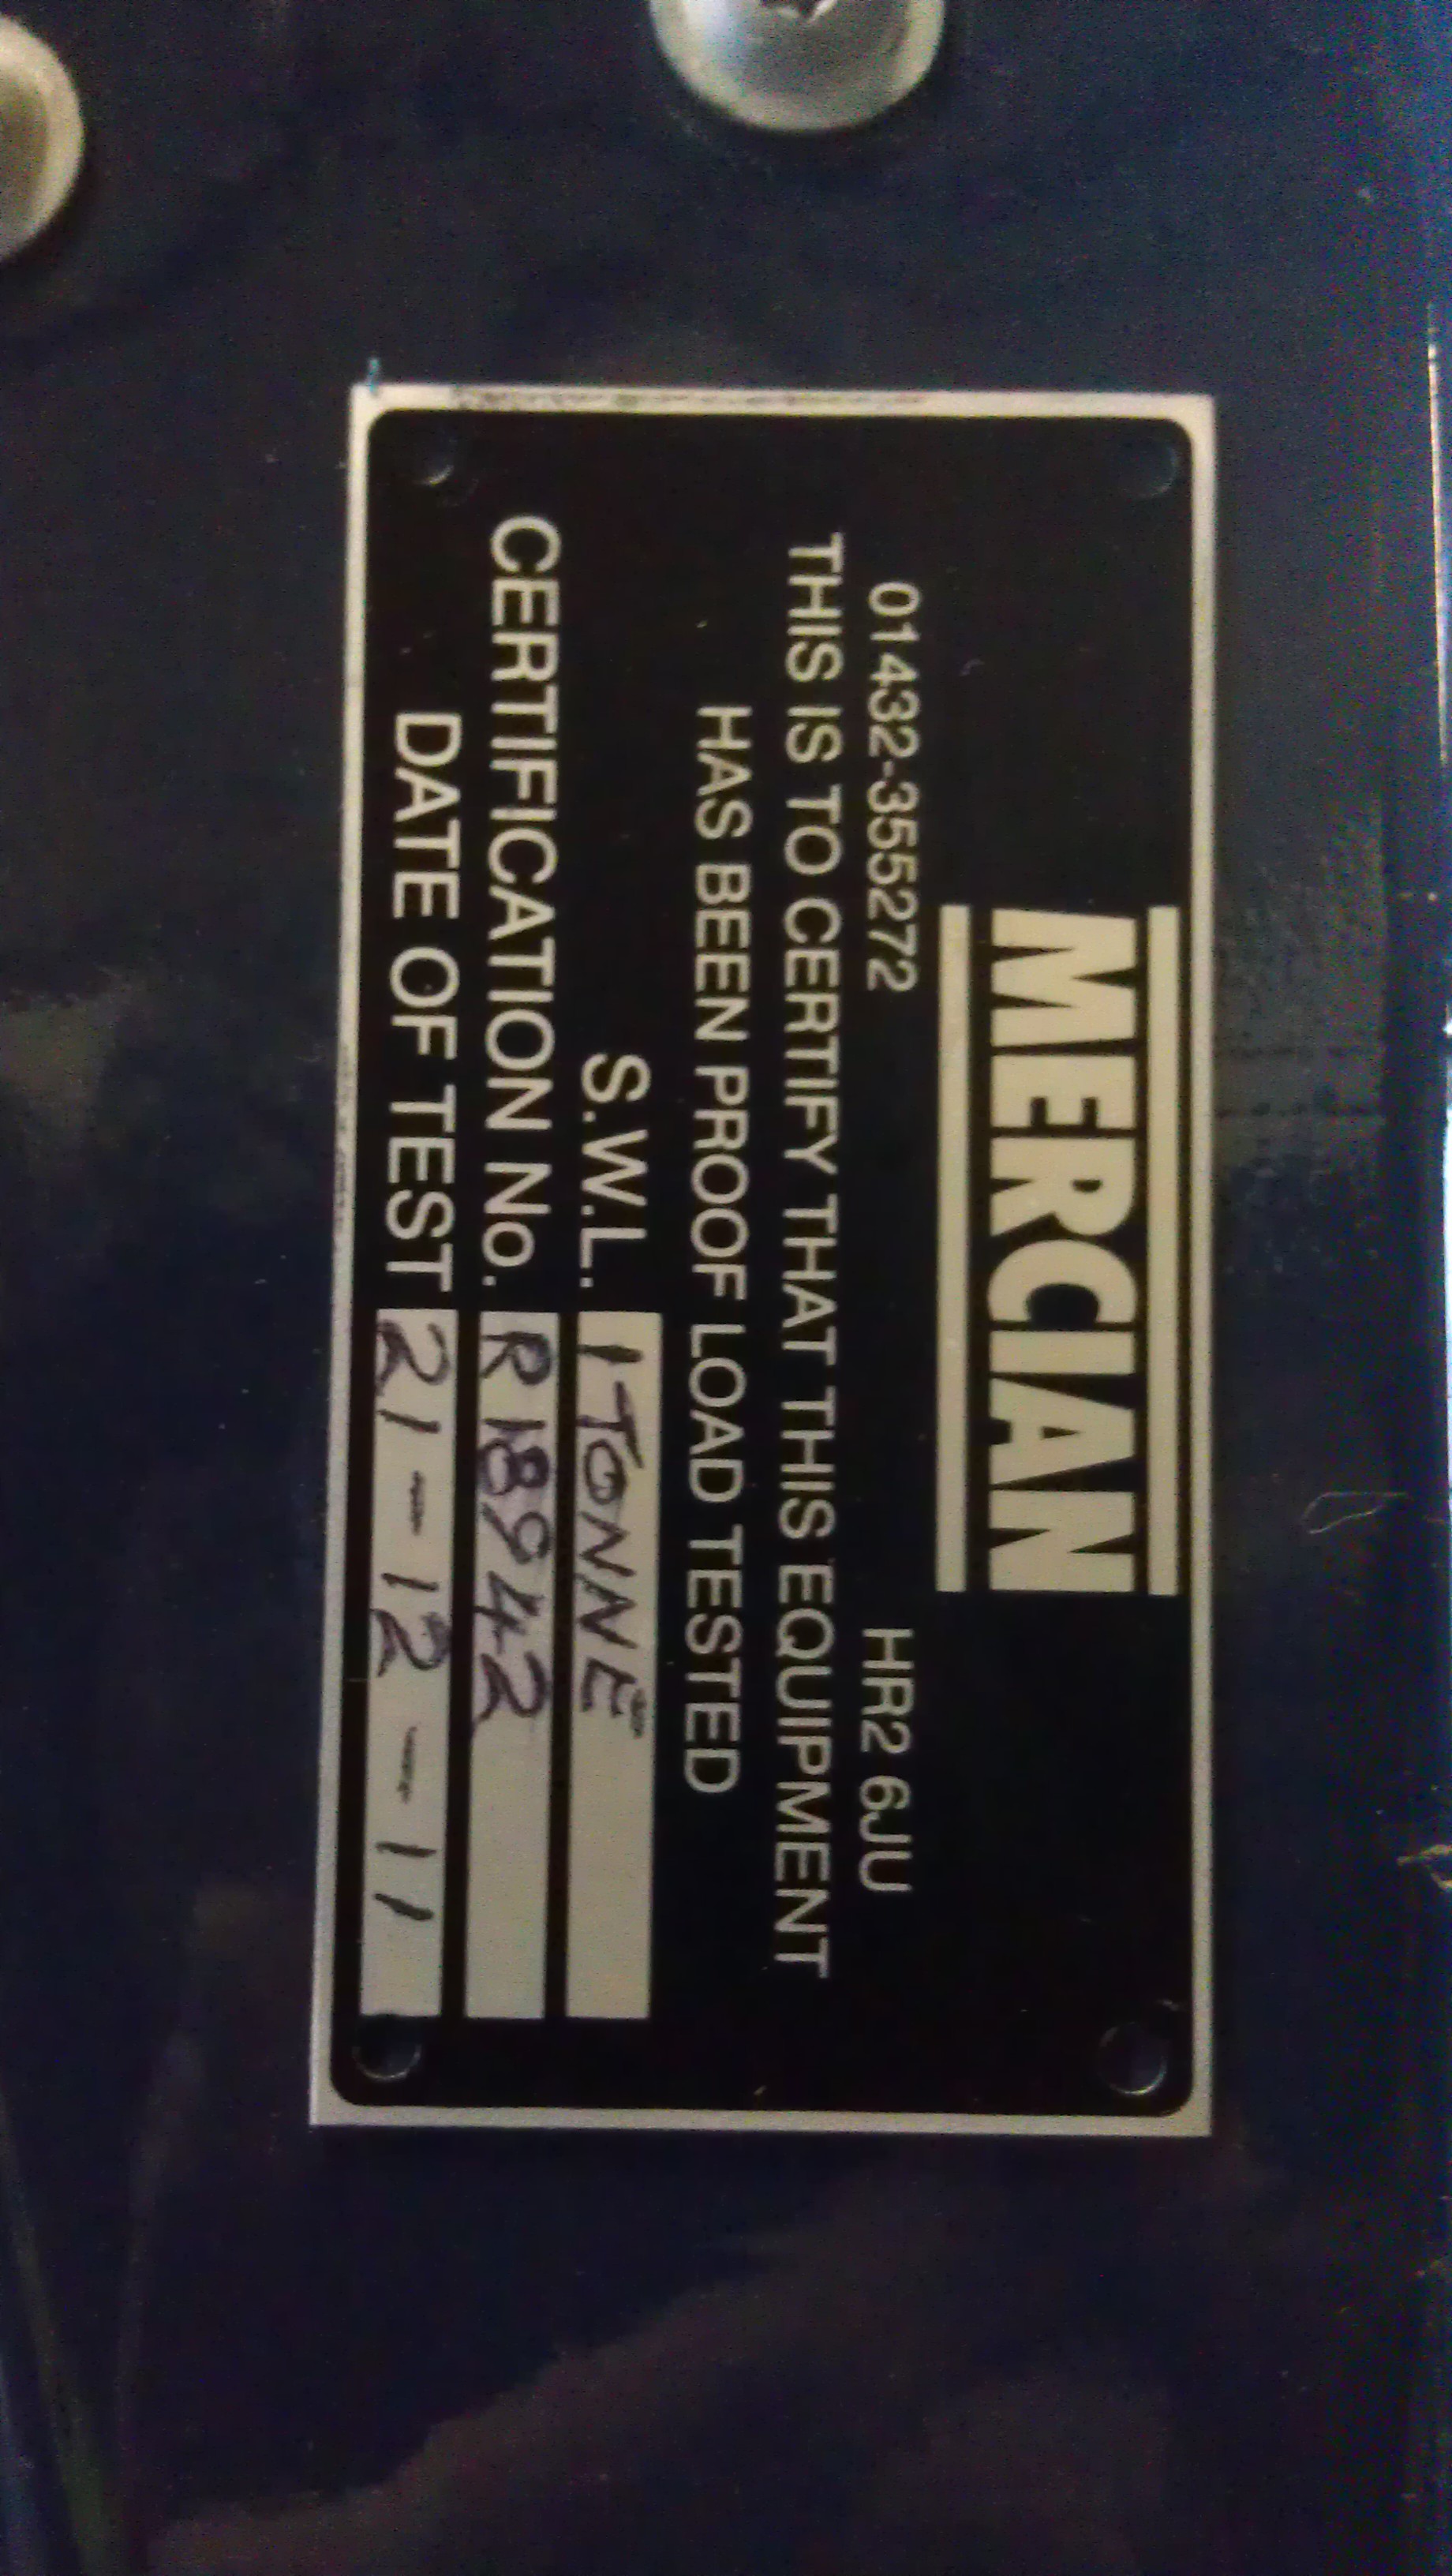 MERCIAN
01432-355272 HR2 6JU
THIS IS TO CERTIFY THAT THIS EQUIPMENT
HAS BEEN PROOF LOAD TESTED
S.W.L. 1 TONNE
CERTIFICATION No. R18942
DATE OF TEST 21-12-11